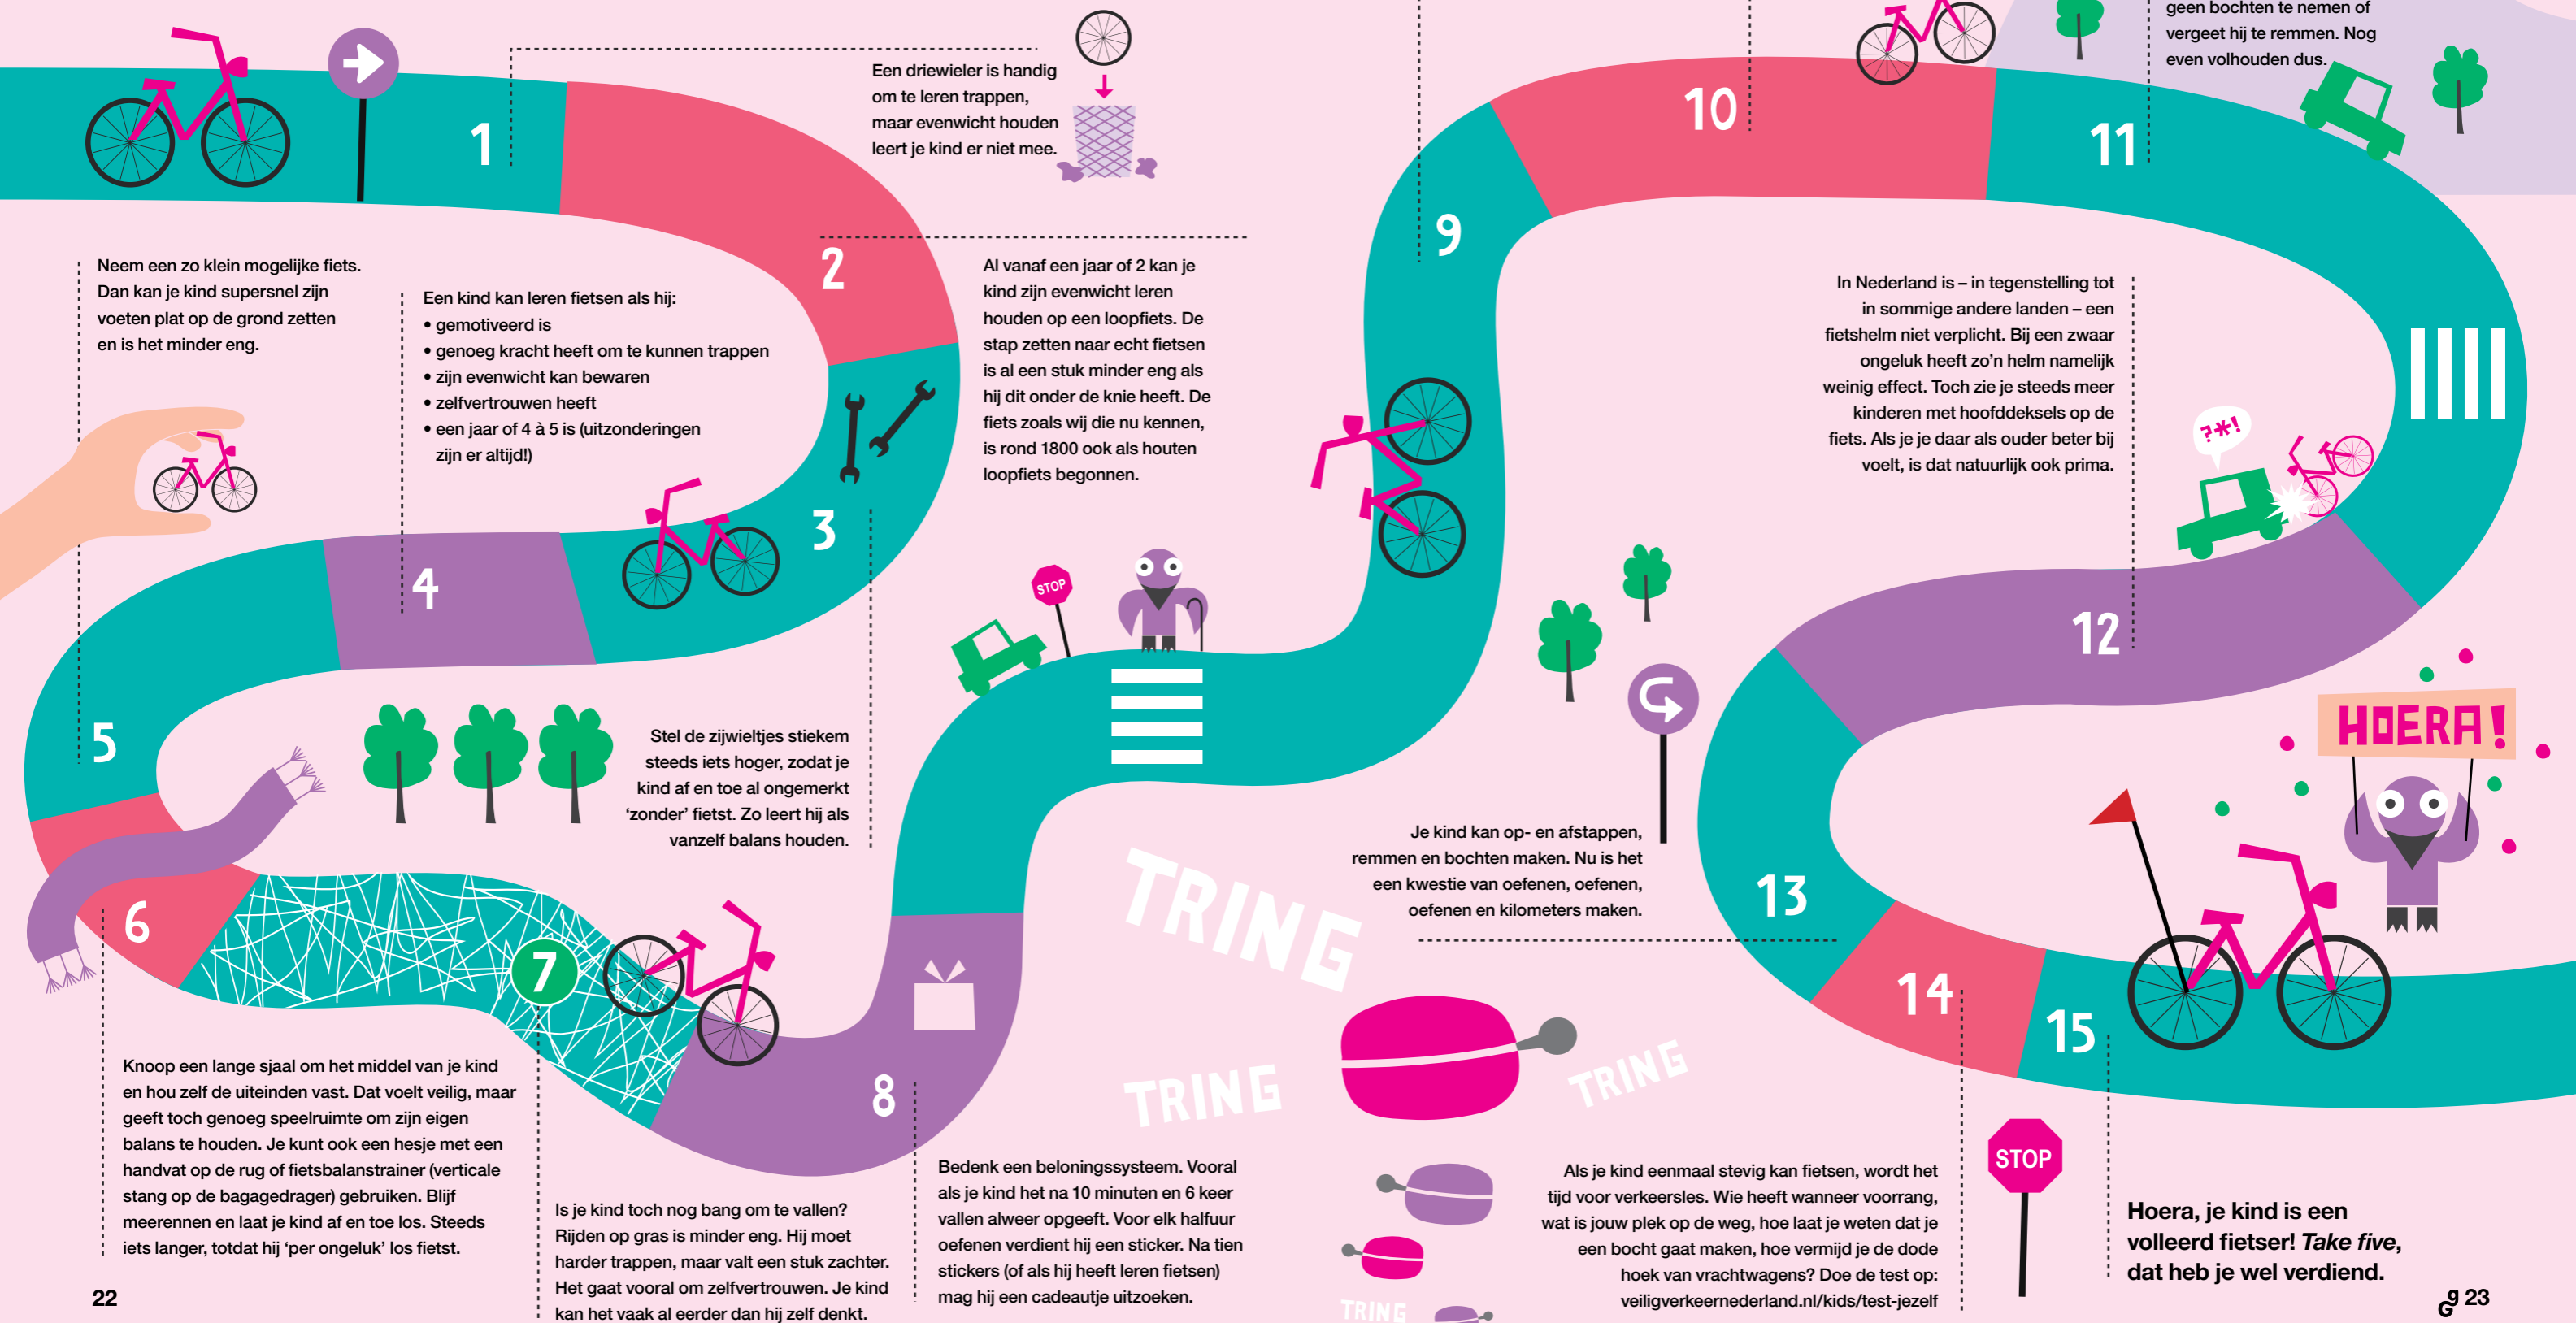 1
Een driewieler is handig
om te leren trappen,
maar evenwicht houden
leert je kind er niet mee.
2
Al vanaf een jaar of 2 kan je
kind zijn evenwicht leren
houden op een loopfiets. De
stap zetten naar echt fietsen
is al een stuk minder eng als
hij dit onder de knie heeft. De
fiets zoals wij die nu kennen,
is rond 1800 ook als houten
loopfiets begonnen.
3
Stel de zijwieltjes stiekem
steeds iets hoger, zodat je
kind af en toe al ongemerkt
‘zonder’ fietst. Zo leert hij als
vanzelf balans houden.
4
Een kind kan leren fietsen als hij:
• gemotiveerd is
• genoeg kracht heeft om te kunnen trappen
• zijn evenwicht kan bewaren
• zelfvertrouwen heeft
• een jaar of 4 à 5 is (uitzonderingen
zijn er altijd!)
5
Neem een zo klein mogelijke fiets.
Dan kan je kind supersnel zijn
voeten plat op de grond zetten
en is het minder eng.
6
Knoop een lange sjaal om het middel van je kind
en hou zelf de uiteinden vast. Dat voelt veilig, maar
geeft toch genoeg speelruimte om zijn eigen
balans te houden. Je kunt ook een hesje met een
handvat op de rug of fietsbalanstrainer (verticale
stang op de bagagedrager) gebruiken. Blijf
meerennen en laat je kind af en toe los. Steeds
iets langer, totdat hij ‘per ongeluk’ los fietst.
7
Is je kind toch nog bang om te vallen?
Rijden op gras is minder eng. Hij moet
harder trappen, maar valt een stuk zachter.
Het gaat vooral om zelfvertrouwen. Je kind
kan het vaak al eerder dan hij zelf denkt.
8
Bedenk een beloningssysteem. Vooral
als je kind het na 10 minuten en 6 keer
vallen alweer opgeeft. Voor elk halfuur
oefenen verdient hij een sticker. Na tien
stickers (of als hij heeft leren fietsen)
mag hij een cadeautje uitzoeken.
22
STOP
9
10
11
geen bochten te nemen of
vergeet hij te remmen. Nog
even volhouden dus.
12
In Nederland is – in tegenstelling tot
in sommige andere landen – een
fietshelm niet verplicht. Bij een zwaar
ongeluk heeft zo’n helm namelijk
weinig effect. Toch zie je steeds meer
kinderen met hoofddeksels op de
fiets. Als je je daar als ouder beter bij
voelt, is dat natuurlijk ook prima.
?*!
13
Je kind kan op- en afstappen,
remmen en bochten maken. Nu is het
een kwestie van oefenen, oefenen,
oefenen en kilometers maken.
TRING
TRING
TRING
TRING
14
Als je kind eenmaal stevig kan fietsen, wordt het
tijd voor verkeersles. Wie heeft wanneer voorrang,
wat is jouw plek op de weg, hoe laat je weten dat je
een bocht gaat maken, hoe vermijd je de dode
hoek van vrachtwagens? Doe de test op:
veiligverkeernederland.nl/kids/test-jezelf
STOP
HOERA!
15
Hoera, je kind is een
volleerd fietser! Take five,
dat heb je wel verdiend.
Gg 23